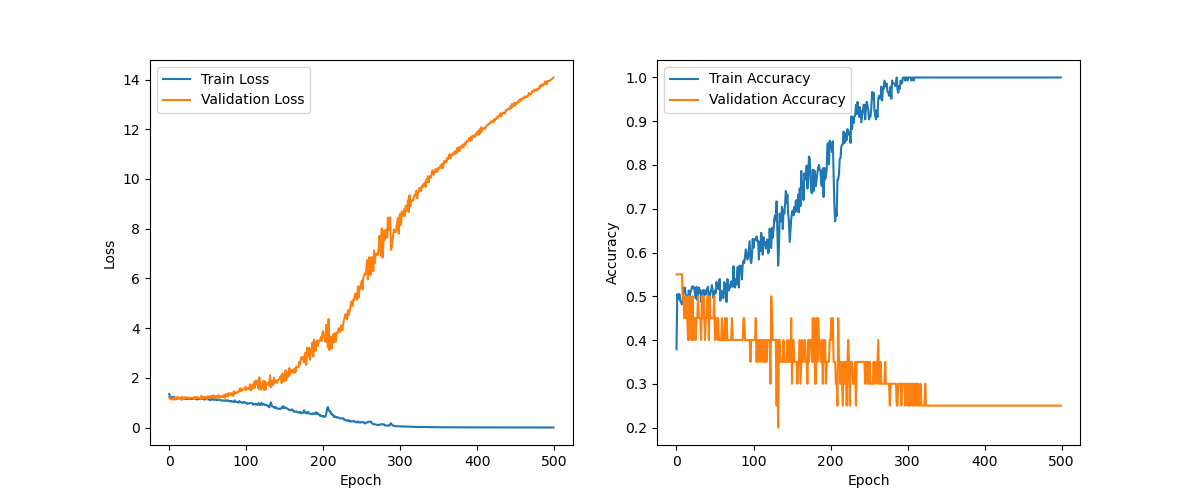 Train Loss
Validation Loss
14
12
10
8
6
4
2
0
Loss
0 100 200 300 400 500
Epoch
Train Accuracy
Validation Accuracy
1.0
0.9
0.8
0.7
0.6
0.5
0.4
0.3
0.2
Accuracy
0 100 200 300 400 500
Epoch